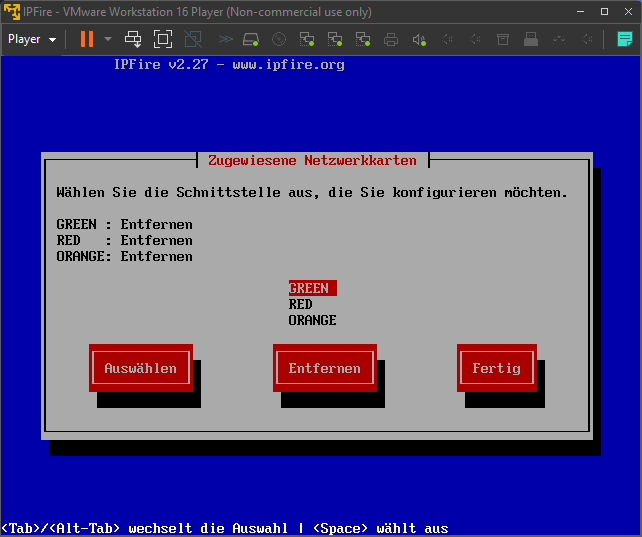 IPFire - VMware Workstation 16 Player (Non-commercial use only)
Player
IPFire v2.27 - www.ipfire.org
Zugewiesene Netzwerkkarten
Wählen Sie die Schnittstelle aus, die Sie konfigurieren möchten.
GREEN : Entfernen
RED   : Entfernen
ORANGE: Entfernen
GREEN
RED
ORANGE
Auswählen Entfernen Fertig
<Tab>/<Alt-Tab> wechselt die Auswahl | <Space> wählt aus